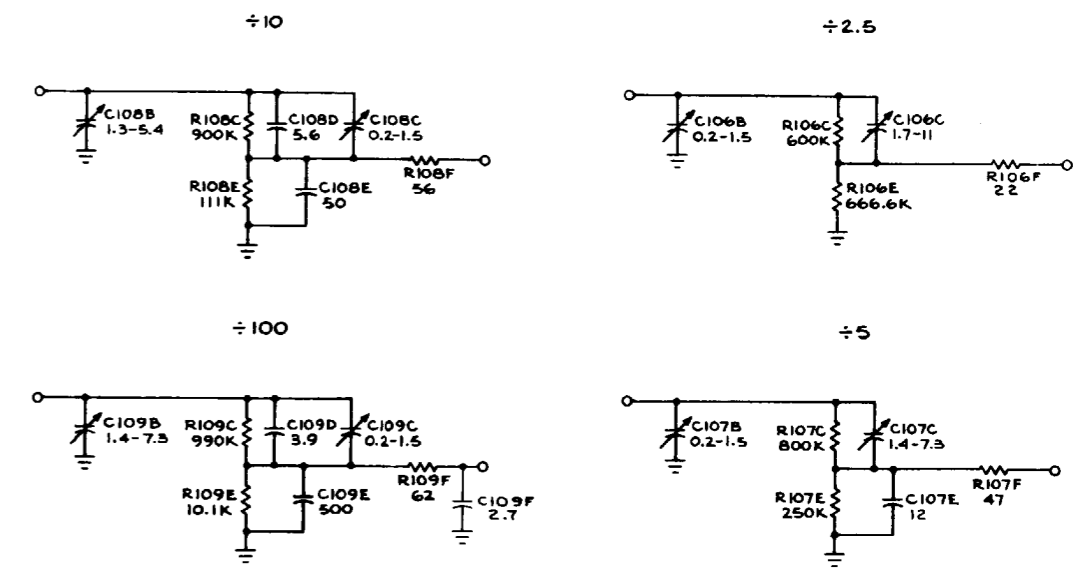 ÷10
C108B
1.3-5.4
R108C
900K
C108D
5.6
C108C
0.2-1.5
R108E
111K
C108E
50
R108F
56
÷2.5
C106B
0.2-1.5
R106C
600K
C106C
1.7-11
R106E
666.6K
R106F
22
÷100
C109B
1.4-7.3
R109C
990K
C109D
3.9
C109C
0.2-1.5
R109E
10.1K
C109E
500
R109F
62
C109F
2.7
÷5
C107B
0.2-1.5
R107C
800K
C107C
1.4-7.3
R107E
250K
C107E
12
R107F
47